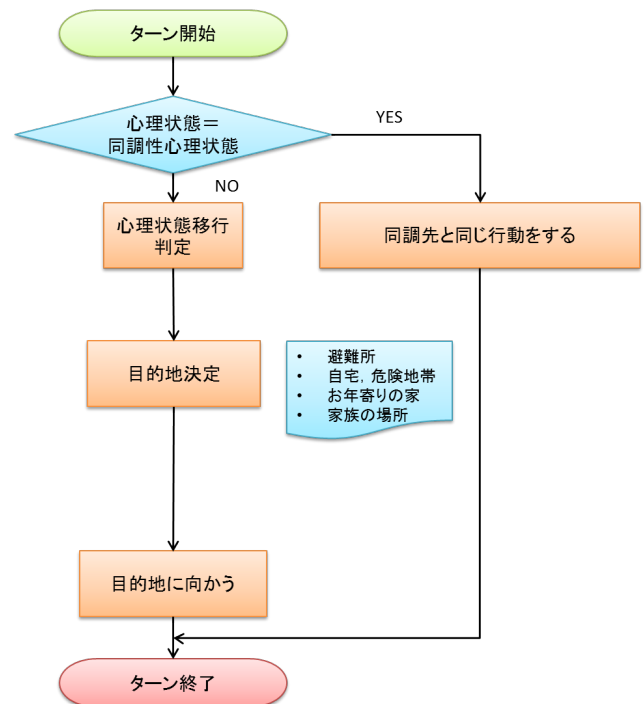 ターン開始
心理状態＝
同調性心理状態
YES
NO
心理状態移行
判定
同調先と同じ行動をする
目的地決定
• 避難所
• 自宅, 危険地帯
• お年寄りの家
• 家族の場所
目的地に向かう
ターン終了